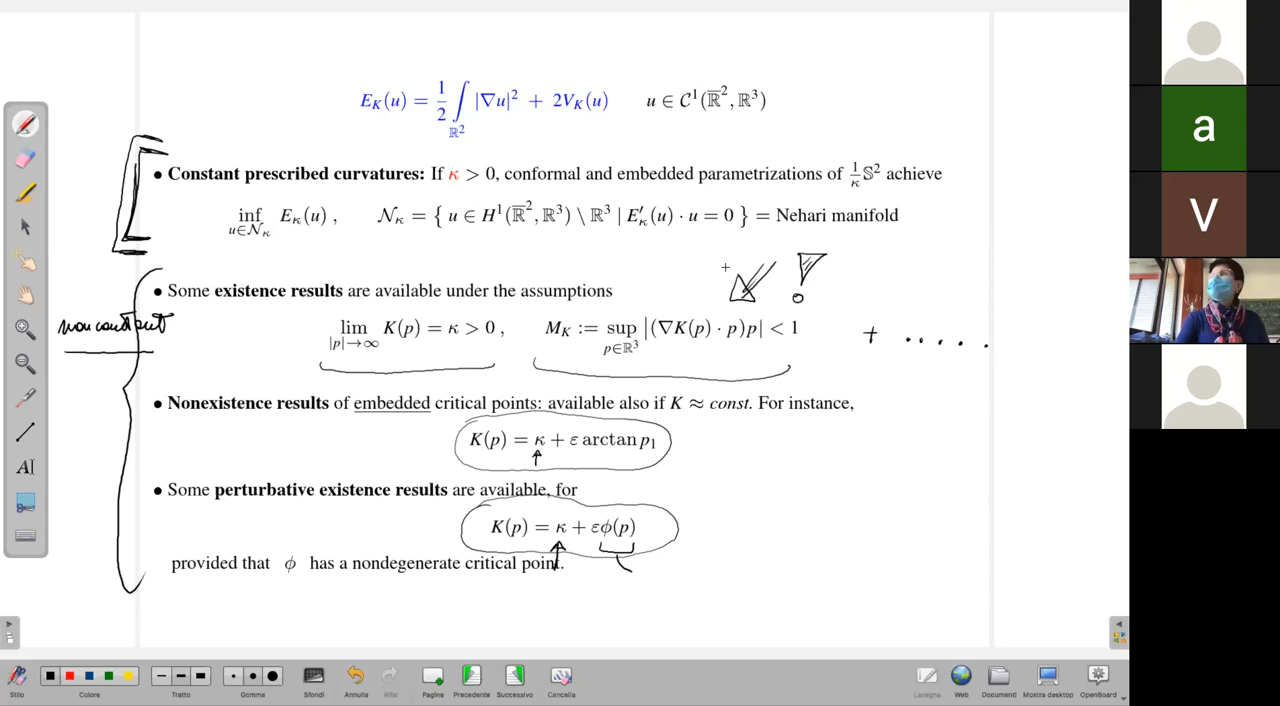 E_K(u) = 1/2 ∫_{ℝ²} |∇u|² + 2V_K(u)    u ∈ C¹(ℝ̅², ℝ³)
• Constant prescribed curvatures: If κ > 0, conformal and embedded parametrizations of 1/κ 𝕊² achieve
inf_{u∈N_κ} E_κ(u) ,    N_κ = { u ∈ H¹(ℝ̅², ℝ³) \ ℝ³ | E′_κ(u) · u = 0 } = Nehari manifold
• Some existence results are available under the assumptions
lim_{|p|→∞} K(p) = κ > 0 ,    M_K := sup_{p∈ℝ³} |(∇K(p) · p)p| < 1    + .....
• Nonexistence results of embedded critical points: available also if K ≈ const. For instance,
K(p) = κ + ε arctan p₁
• Some perturbative existence results are available, for
K(p) = κ + εϕ(p)
provided that ϕ has a nondegenerate critical point.
a
V
AI
Stilo
Colore
Tratto
Gomma
Sfondi
Annulla
Rifai
Pagina
Precedente
Successivo
Cancella
Lavagna
Web
Documenti
Mostra desktop
OpenBoard